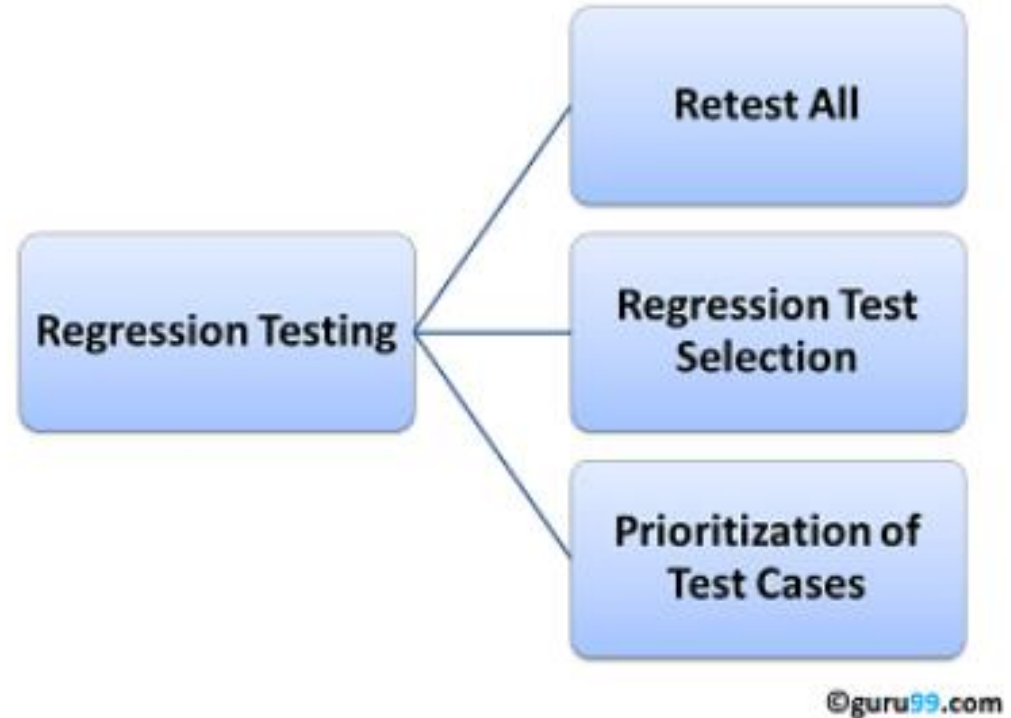 Retest All
Regression Testing
Regression Test
Selection
Prioritization of
Test Cases
©guru99.com